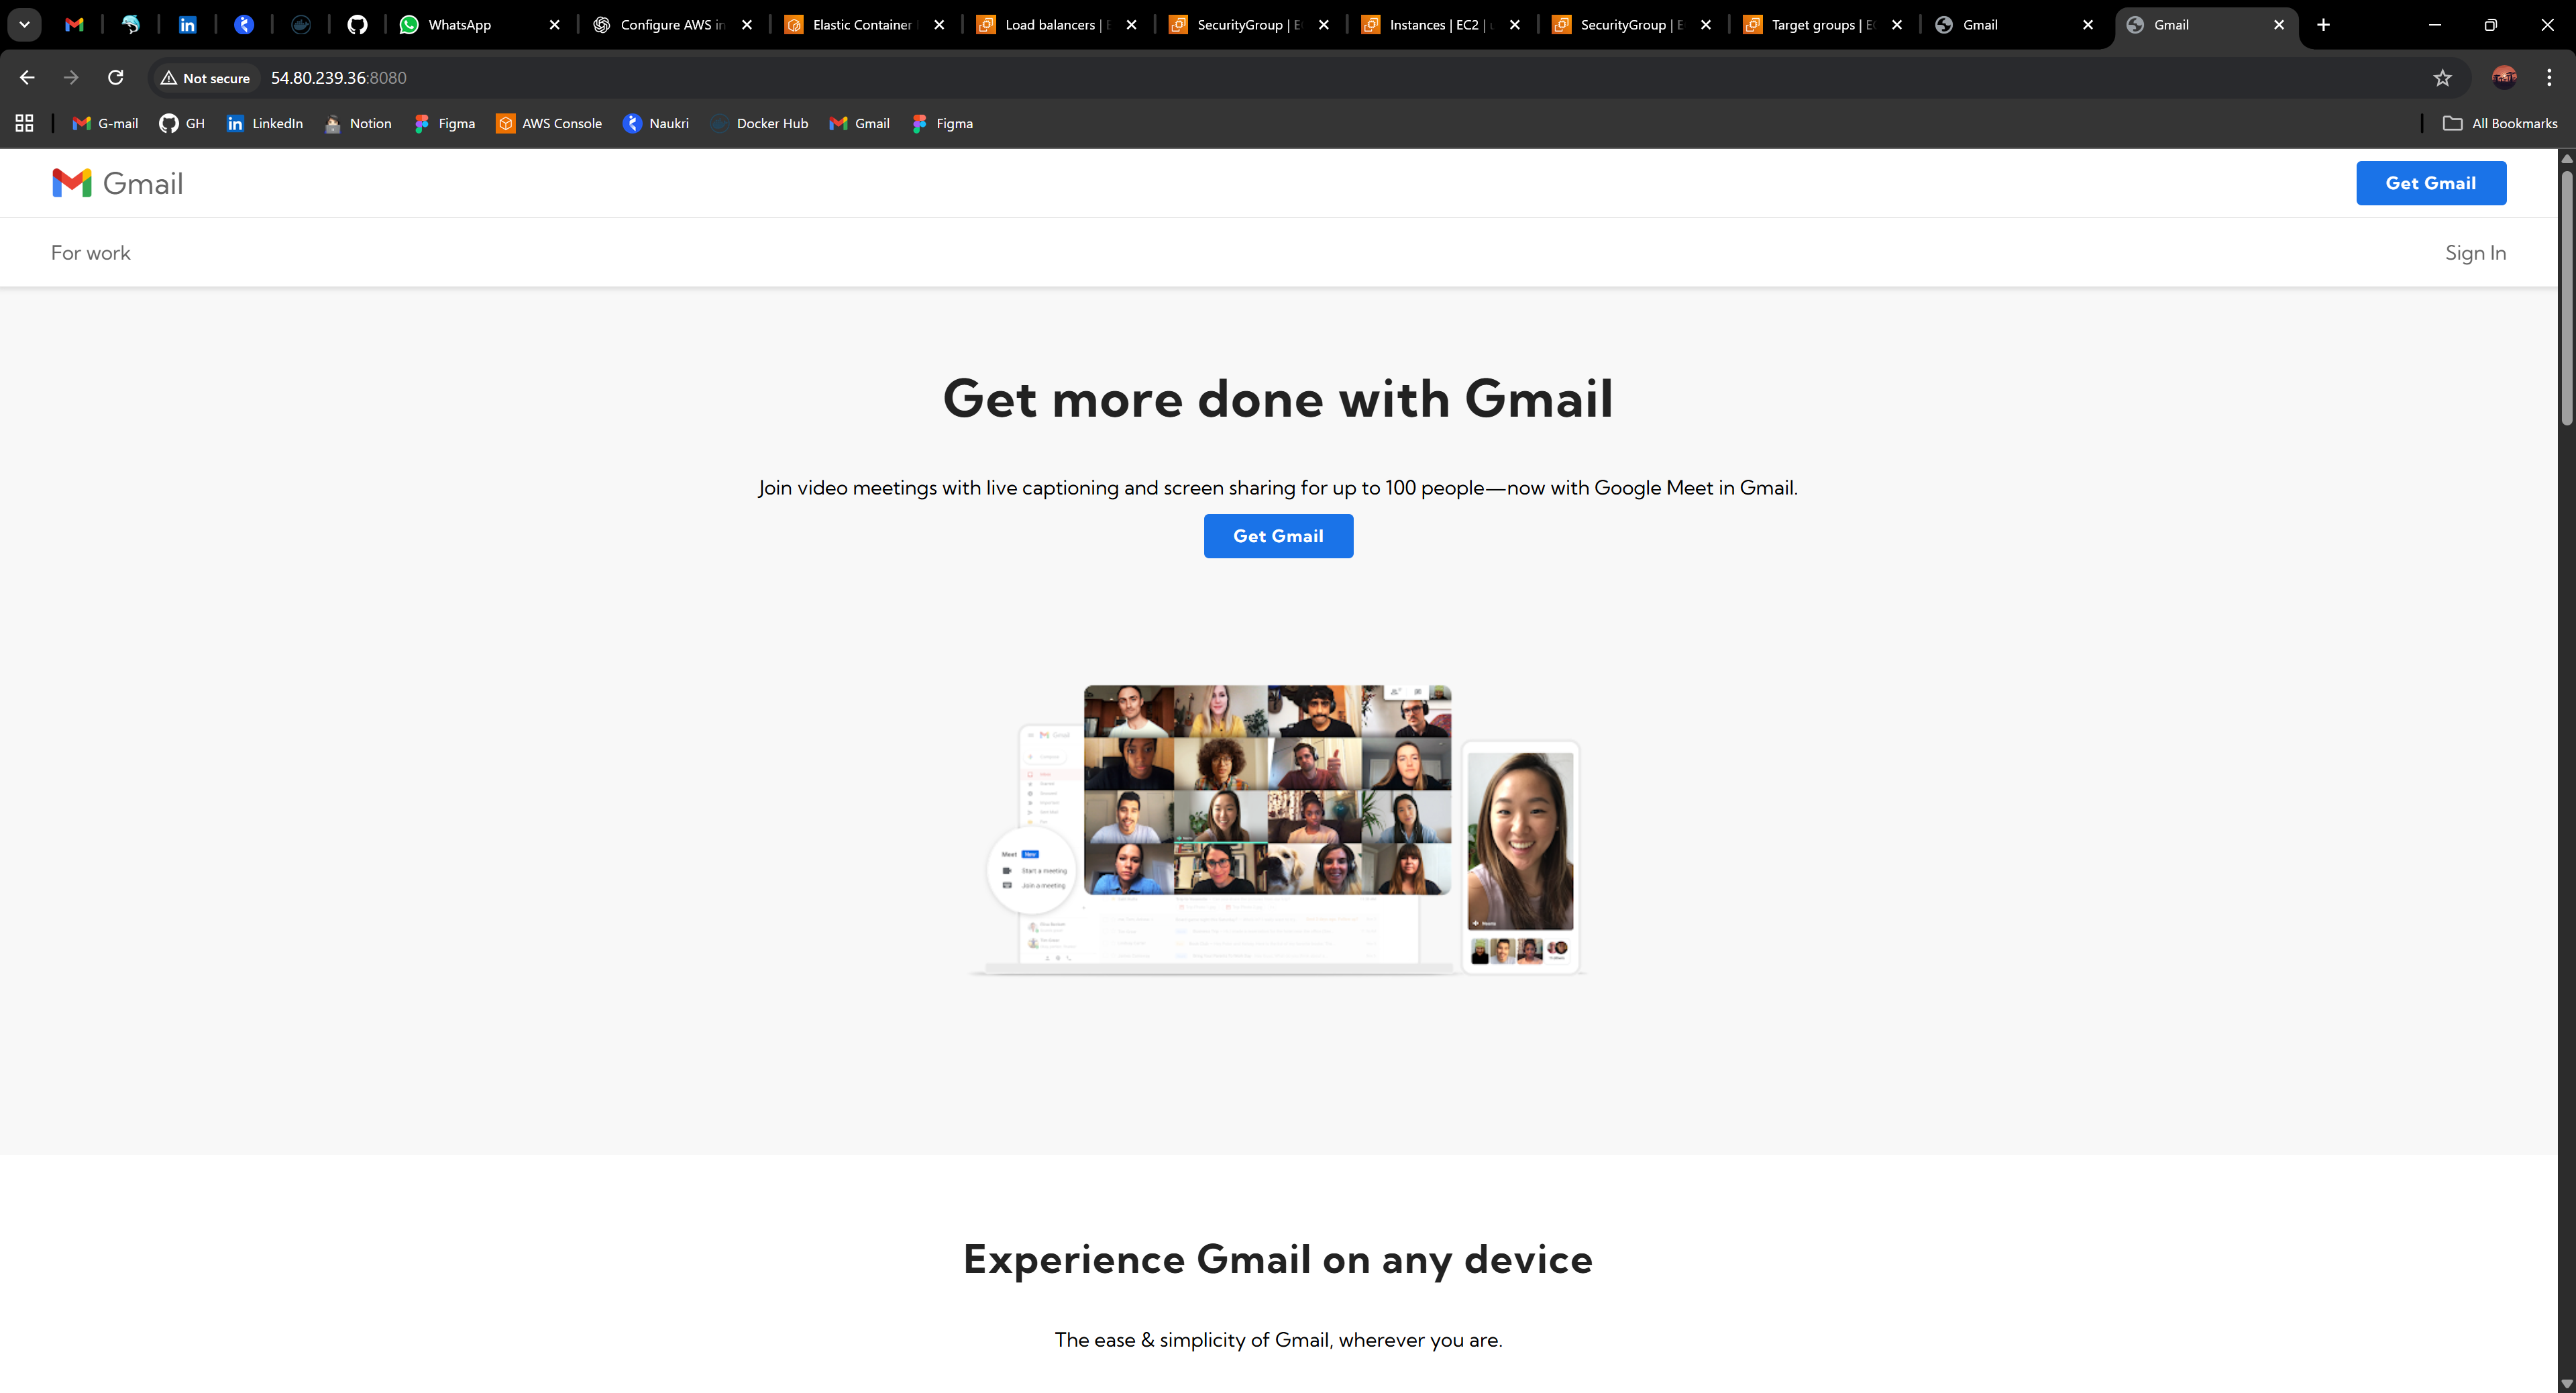 WhatsApp
Configure AWS in
Elastic Container
Load balancers | E
SecurityGroup | E
Instances | EC2 | u
SecurityGroup | E
Target groups | E
Gmail
Gmail
Not secure
54.80.239.36:8080
G-mail
GH
LinkedIn
Notion
Figma
AWS Console
Naukri
Docker Hub
Gmail
Figma
All Bookmarks
Gmail
Get Gmail
For work
Sign In
Get more done with Gmail
Join video meetings with live captioning and screen sharing for up to 100 people—now with Google Meet in Gmail.
Get Gmail
Gmail
Meet New
Start a meeting
Join a meeting
Experience Gmail on any device
The ease & simplicity of Gmail, wherever you are.